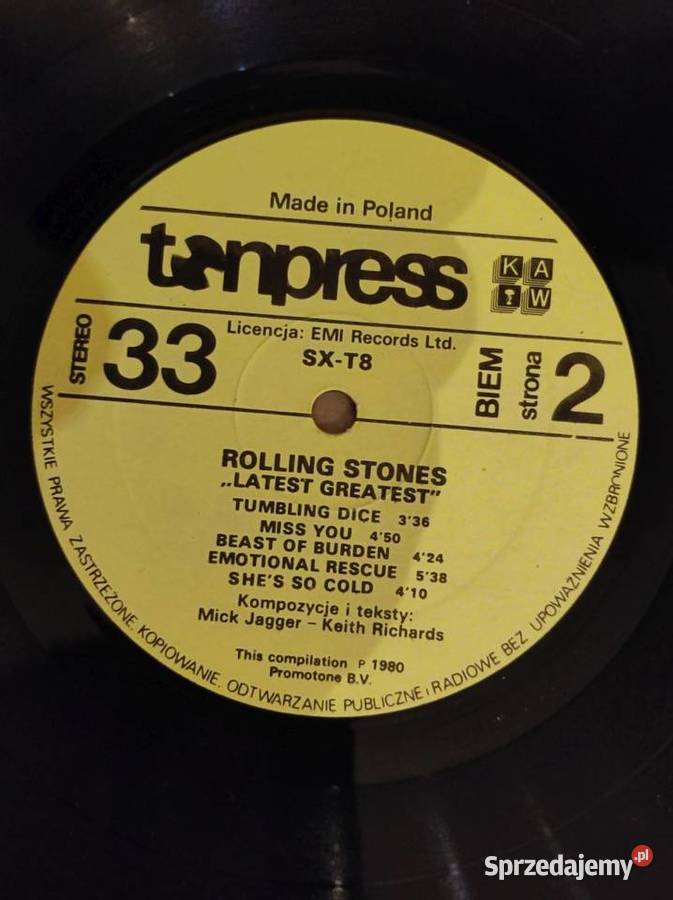 Made in Poland
tonpress
K A
W
STEREO
33
Licencja: EMI Records Ltd.
SX-T8
BIEM
strona
2
ROLLING STONES
„LATEST GREATEST”
TUMBLING DICE 3'36
MISS YOU 4'50
BEAST OF BURDEN 4'24
EMOTIONAL RESCUE 5'38
SHE'S SO COLD 4'10
Kompozycje i teksty:
Mick Jagger – Keith Richards
This compilation P 1980
Promotone B.V.
WSZYSTKIE PRAWA ZASTRZEŻONE. KOPIOWANIE, ODTWARZANIE PUBLICZNE i RADIOWE BEZ UPOWAŻNIENIA WZBRONIONE
Sprzedajemy.pl